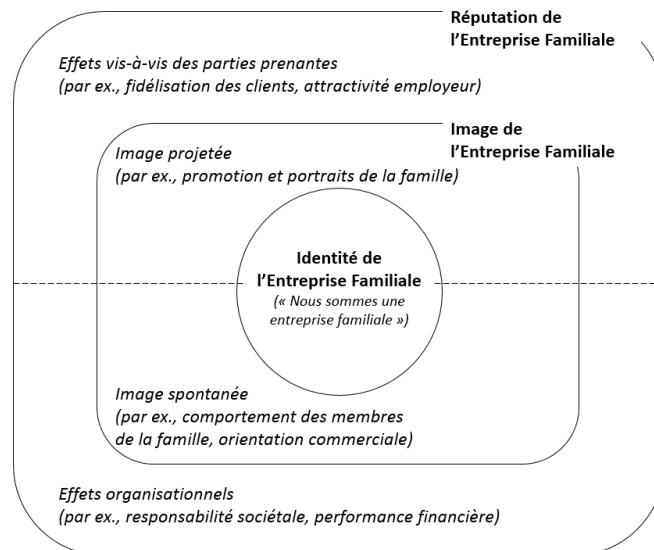 Réputation de
l'Entreprise Familiale
Effets vis-à-vis des parties prenantes
(par ex., fidélisation des clients, attractivité employeur)
Image de
l'Entreprise Familiale
Image projetée
(par ex., promotion et portraits de la famille)
Identité de
l'Entreprise Familiale
(« Nous sommes une
entreprise familiale »)
Image spontanée
(par ex., comportement des membres
de la famille, orientation commerciale)
Effets organisationnels
(par ex., responsabilité sociétale, performance financière)